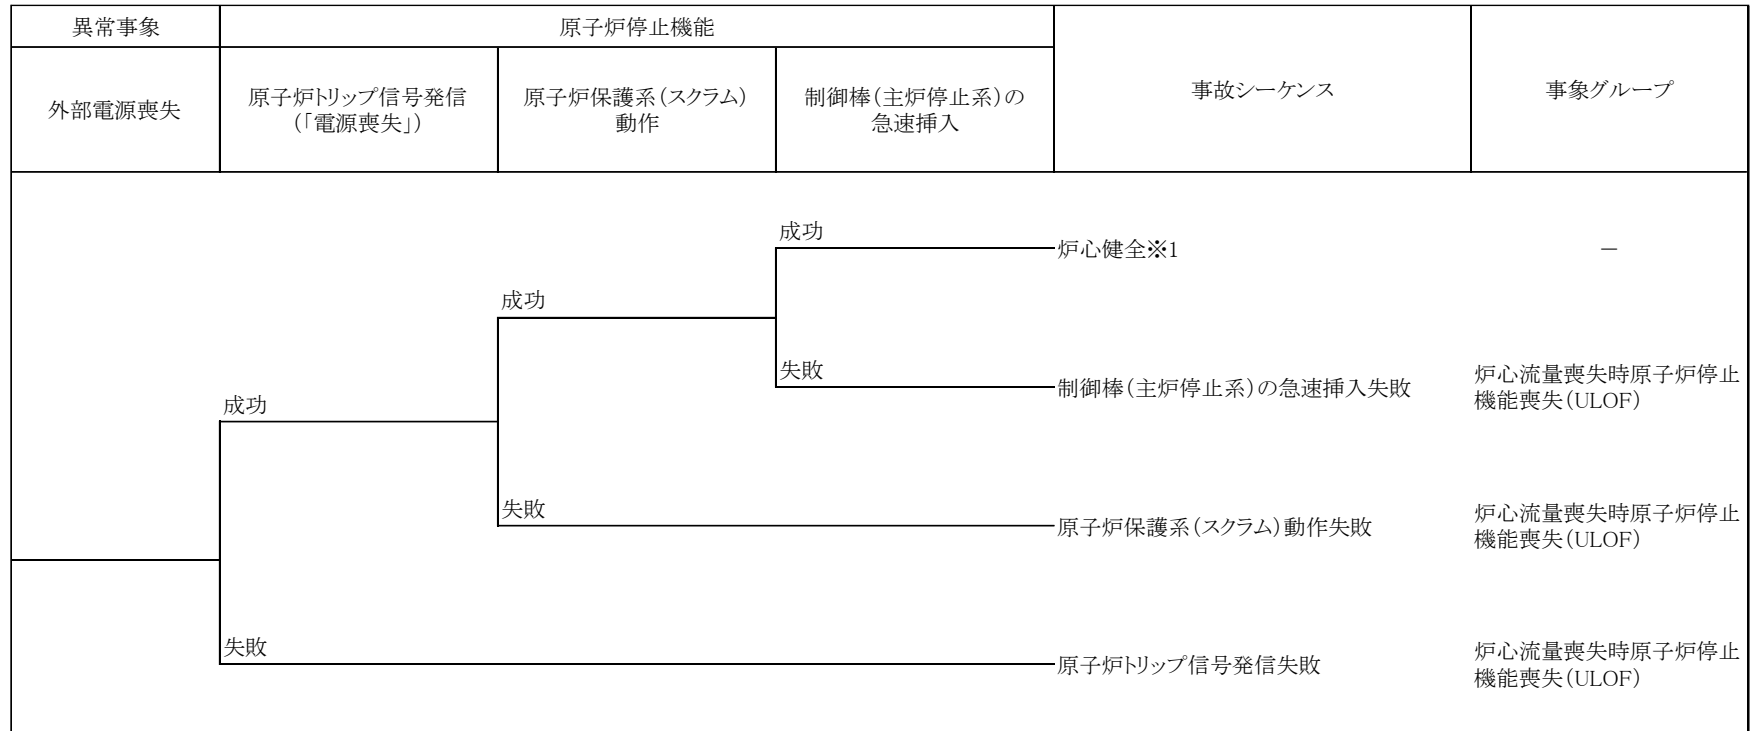 異常事象
原子炉停止機能
外部電源喪失
原子炉トリップ信号発信
(「電源喪失」)
原子炉保護系(スクラム)
動作
制御棒(主炉停止系)の
急速挿入
事故シーケンス
事象グループ
成功
炉心健全※1
－
成功
失敗
制御棒(主炉停止系)の急速挿入失敗
炉心流量喪失時原子炉停止
機能喪失(ULOF)
成功
失敗
原子炉保護系(スクラム)動作失敗
炉心流量喪失時原子炉停止
機能喪失(ULOF)
失敗
原子炉トリップ信号発信失敗
炉心流量喪失時原子炉停止
機能喪失(ULOF)